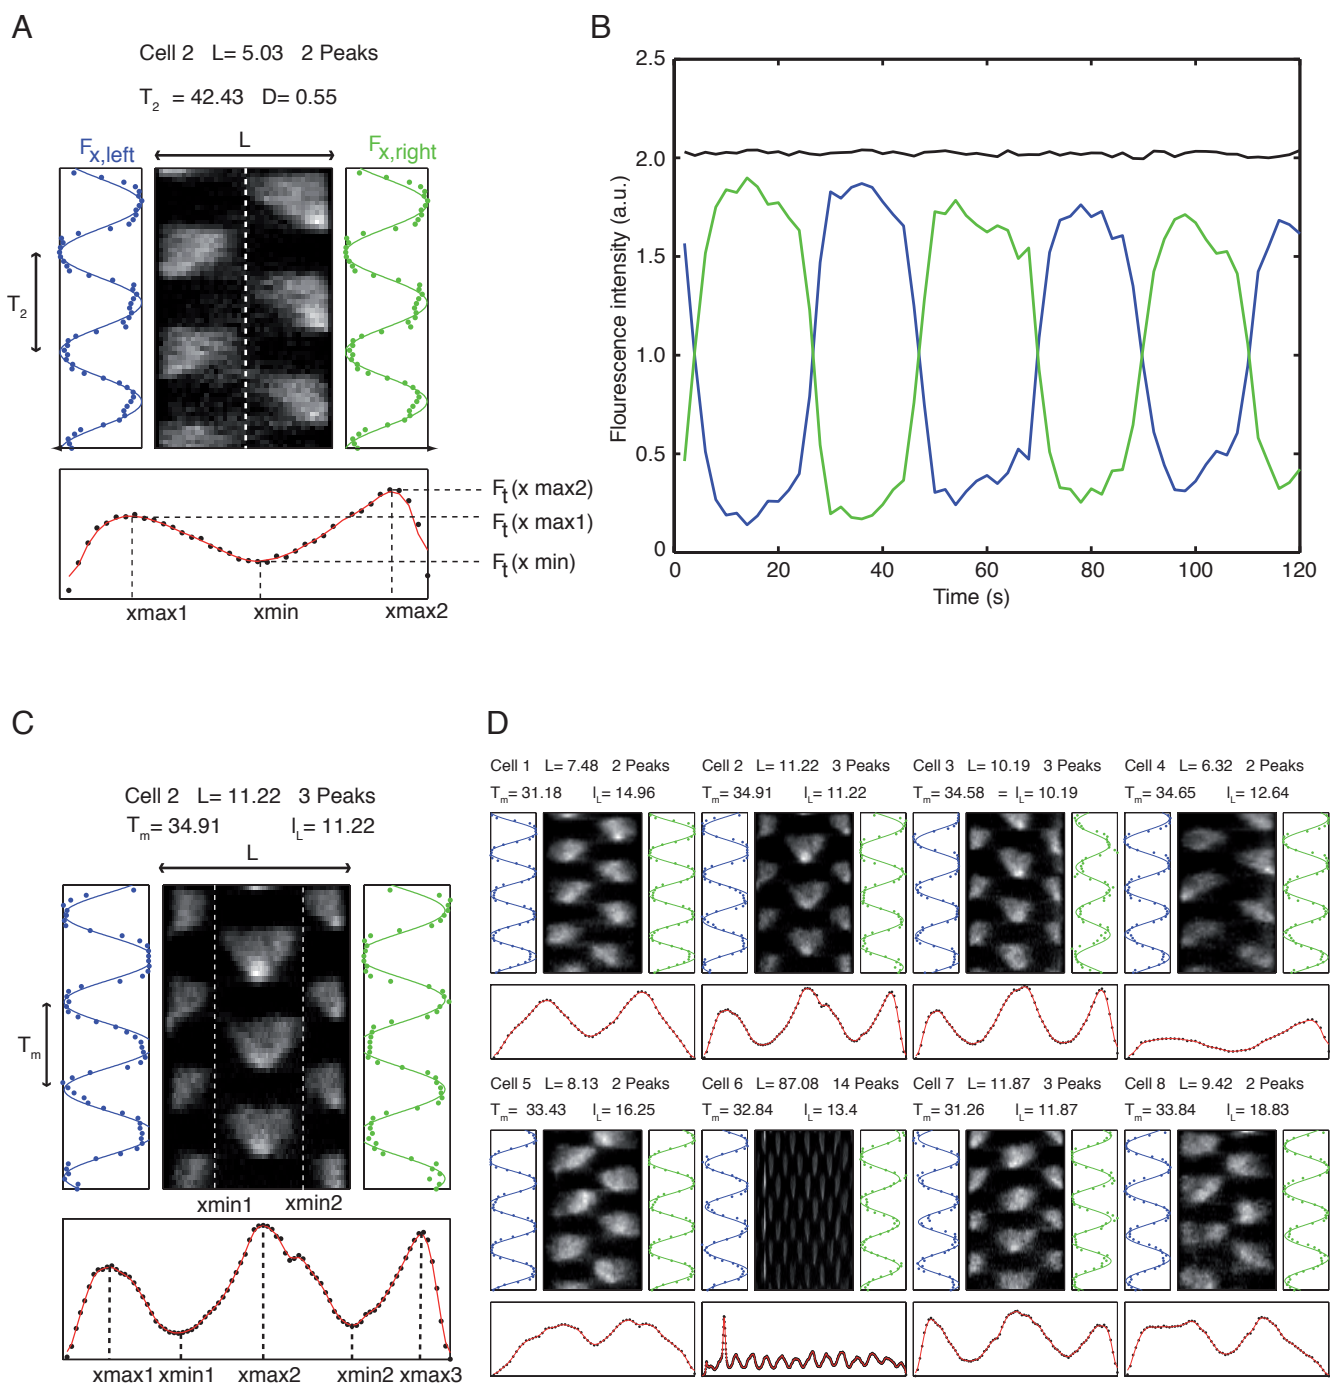 A
Cell 2 L= 5.03 2 Peaks
T2 = 42.43 D= 0.55
Fx,left
L
Fx,right
T2
Ft(x max2)
Ft(x max1)
Ft(x min)
xmax1 xmin xmax2
B
Flourescence intensity (a.u.)
2.5
2.0
1.5
1.0
0.5
0
0 20 40 60 80 100 120
Time (s)
C
Cell 2 L= 11.22 3 Peaks
Tm= 34.91 lL= 11.22
L
Tm
xmin1 xmin2
xmax1 xmin1 xmax2 xmin2 xmax3
D
Cell 1 L= 7.48 2 Peaks
Tm= 31.18 lL= 14.96
Cell 2 L= 11.22 3 Peaks
Tm= 34.91 lL= 11.22
Cell 3 L= 10.19 3 Peaks
Tm= 34.58 = lL= 10.19
Cell 4 L= 6.32 2 Peaks
Tm= 34.65 lL= 12.64
Cell 5 L= 8.13 2 Peaks
Tm= 33.43 lL= 16.25
Cell 6 L= 87.08 14 Peaks
Tm= 32.84 lL= 13.4
Cell 7 L= 11.87 3 Peaks
Tm= 31.26 lL= 11.87
Cell 8 L= 9.42 2 Peaks
Tm= 33.84 lL= 18.83